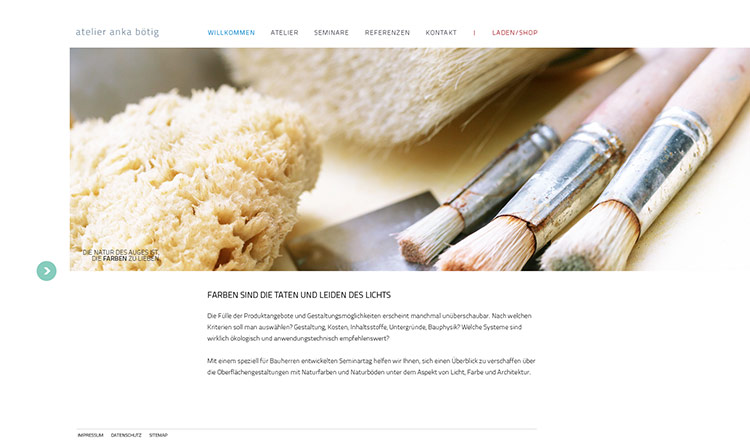 atelier anka bötig
WILLKOMMEN ATELIER SEMINARE REFERENZEN KONTAKT | LADEN/SHOP
DIE NATUR DES AUGES IST,
DIE FARBEN ZU LIEBEN
FARBEN SIND DIE TATEN UND LEIDEN DES LICHTS
Die Fülle der Produktangebote und Gestaltungsmöglichkeiten erscheint manchmal unüberschaubar. Nach welchen
Kriterien soll man auswählen? Gestaltung, Kosten, Inhaltsstoffe, Untergründe, Bauphysik? Welche Systeme sind
wirklich ökologisch und anwendungstechnisch empfehlenswert?
Mit einem speziell für Bauherren entwickelten Seminartag helfen wir Ihnen, sich einen Überblick zu verschaffen über
die Oberflächengestaltungen mit Naturfarben und Naturböden unter dem Aspekt von Licht, Farbe und Architektur.
IMPRESSUM DATENSCHUTZ SITEMAP